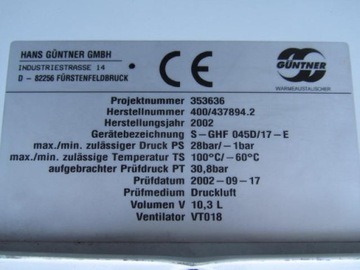 HANS GÜNTNER GMBH
INDUSTRIESTRASSE 14
D - 82256 FÜRSTENFELDBRUCK
CE
GÜNTNER
WÄRMEAUSTAUSCHER
Projektnummer 353636
Herstellnummer 400/437894.2
Herstellungsjahr 2002
Gerätebezeichnung S-GHF 045D/17-E
max./min. zulässiger Druck PS 28bar/-1bar
max./min. zulässige Temperatur TS 100°C/-60°C
aufgebrachter Prüfdruck PT 30,8bar
Prüfdatum 2002-09-17
Prüfmedium Druckluft
Volumen V 10,3 L
Ventilator VT018